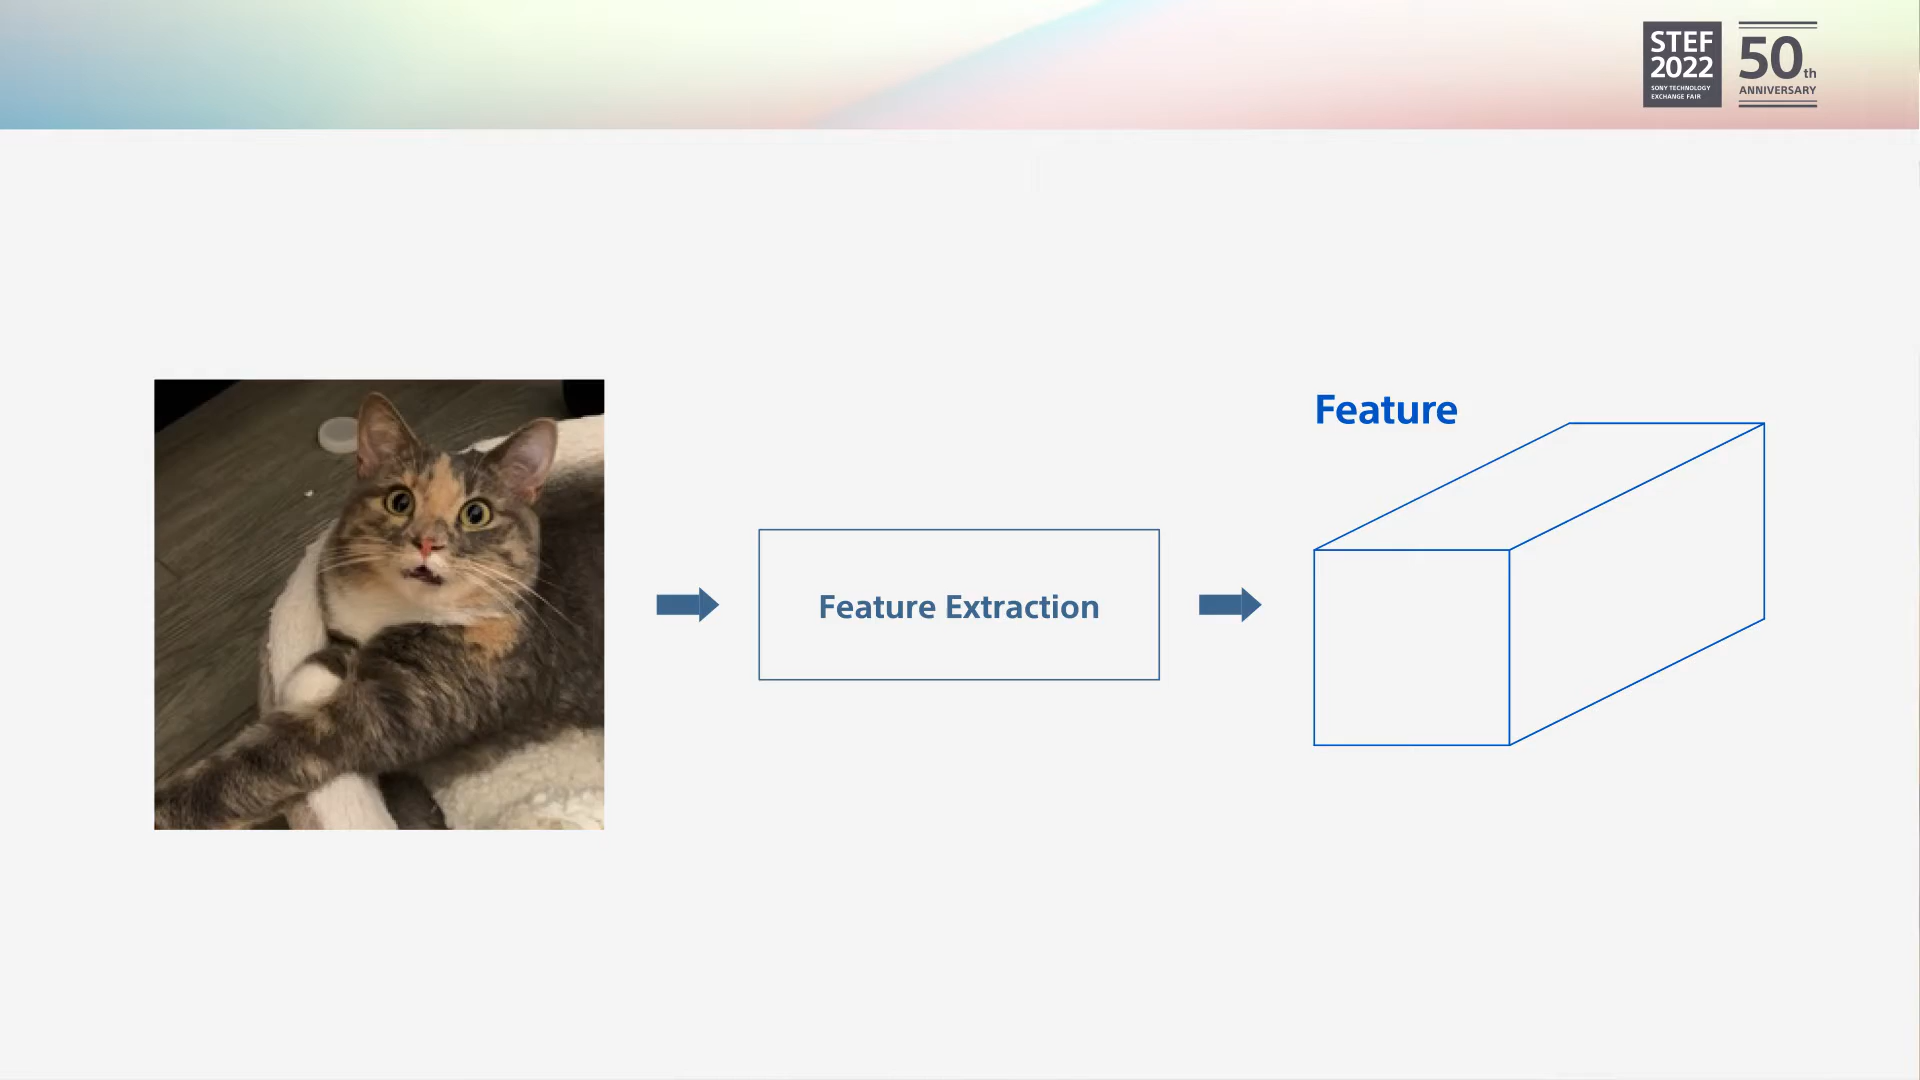 STEF
2022
SONY TECHNOLOGY
EXCHANGE FAIR
50th
ANNIVERSARY
Feature
Feature Extraction